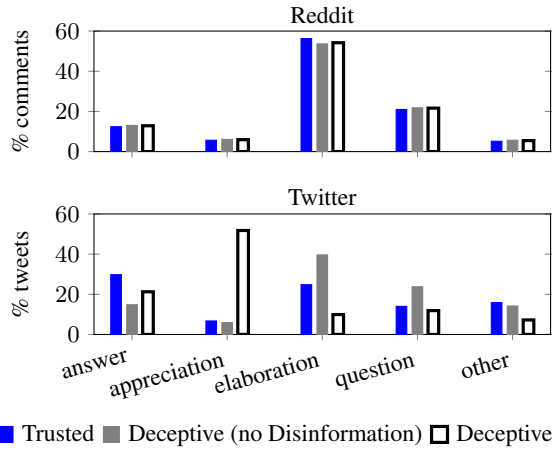 Reddit
60
40
20
0
% comments
Twitter
60
40
20
0
% tweets
answer
appreciation
elaboration
question
other
Trusted Deceptive (no Disinformation) Deceptive